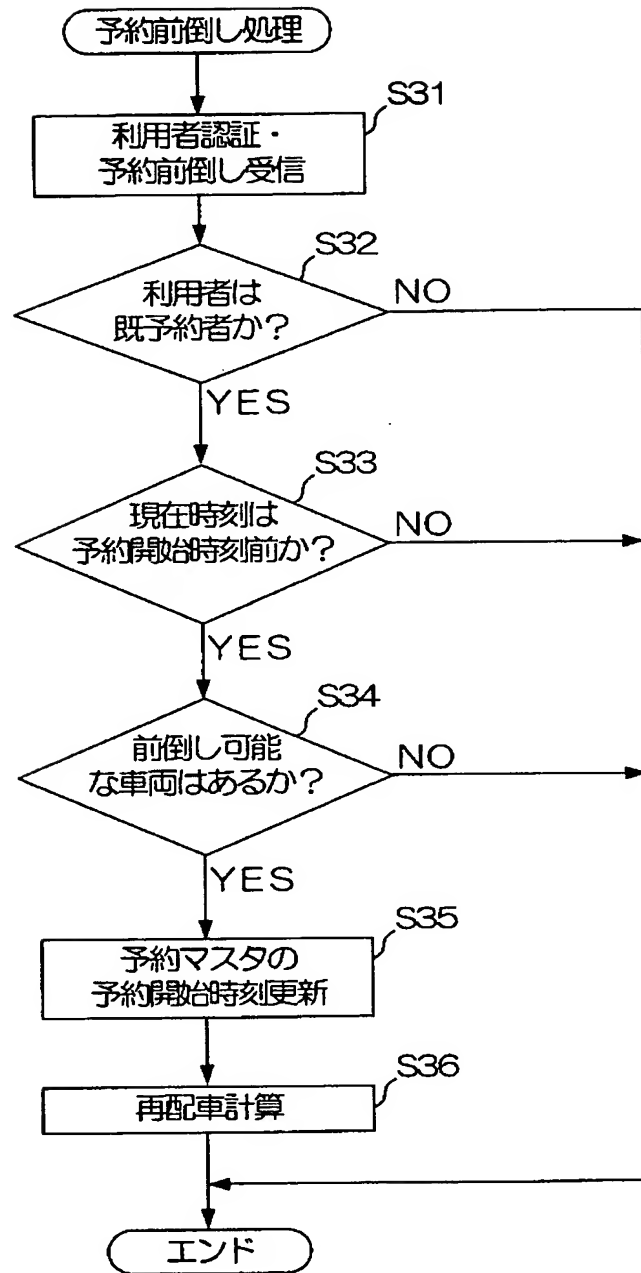 予約前倒し処理
S31
利用者認証・
予約前倒し受信
S32
利用者は
既予約者か?
NO
YES
S33
現在時刻は
予約開始時刻前か?
NO
YES
S34
前倒し可能
な車両はあるか?
NO
YES
S35
予約マスタの
予約開始時刻更新
S36
再配車計算
エンド